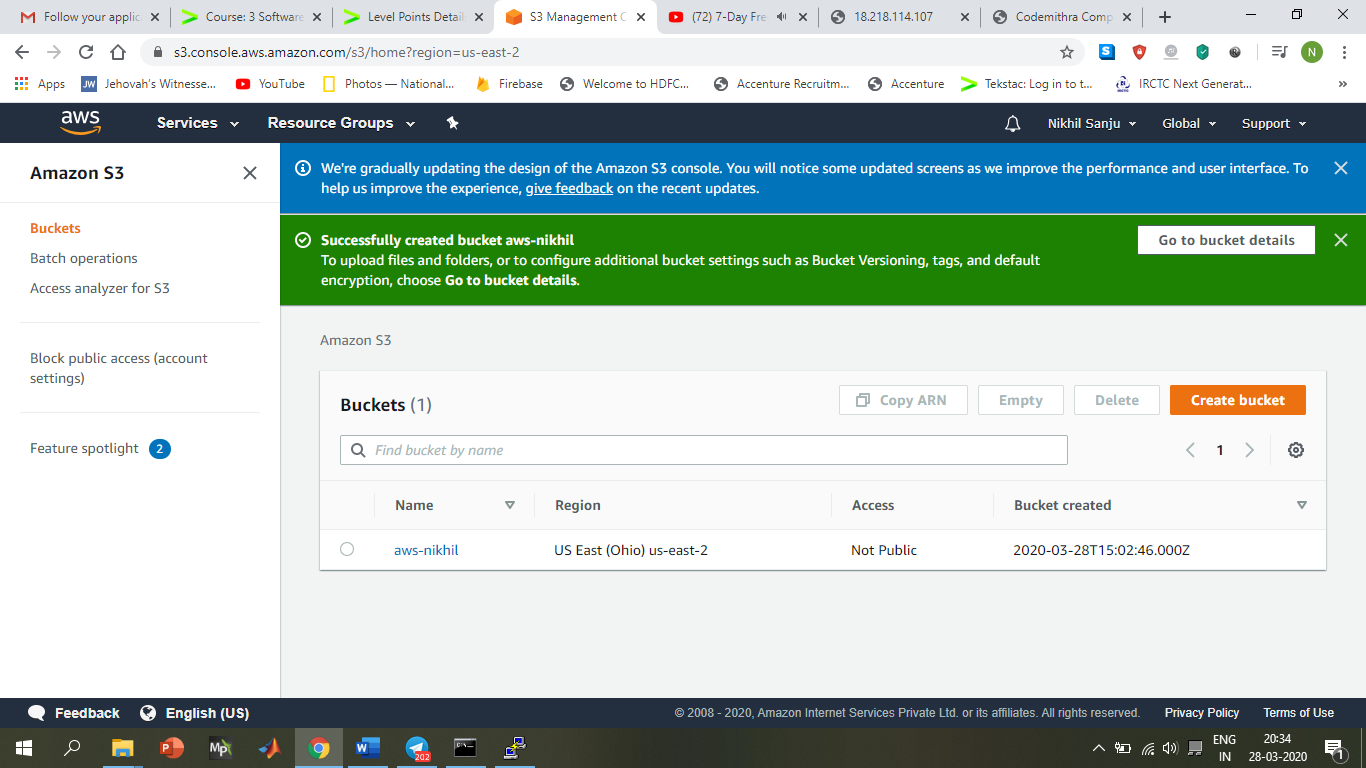 Follow your applic
Course: 3 Software
Level Points Detail
S3 Management C
(72) 7-Day Fre
18.218.114.107
Codemithra Comp
s3.console.aws.amazon.com/s3/home?region=us-east-2
N
Apps
JW Jehovah's Witnesse...
YouTube
Photos — National...
Firebase
Welcome to HDFC...
Accenture Recruitm...
Accenture
Tekstac: Log in to t...
IRCTC Next Generat...
aws
Services
Resource Groups
Nikhil Sanju
Global
Support
Amazon S3
Buckets
Batch operations
Access analyzer for S3
Block public access (account
settings)
Feature spotlight 2
We're gradually updating the design of the Amazon S3 console. You will notice some updated screens as we improve the performance and user interface. To
help us improve the experience, give feedback on the recent updates.
Successfully created bucket aws-nikhil
To upload files and folders, or to configure additional bucket settings such as Bucket Versioning, tags, and default
encryption, choose Go to bucket details.
Go to bucket details
Amazon S3
Buckets (1)
Copy ARN
Empty
Delete
Create bucket
Find bucket by name
1
Name Region Access Bucket created
aws-nikhil US East (Ohio) us-east-2 Not Public 2020-03-28T15:02:46.000Z
Feedback
English (US)
© 2008 - 2020, Amazon Internet Services Private Ltd. or its affiliates. All rights reserved.
Privacy Policy
Terms of Use
202
ENG
IN
20:34
28-03-2020
1